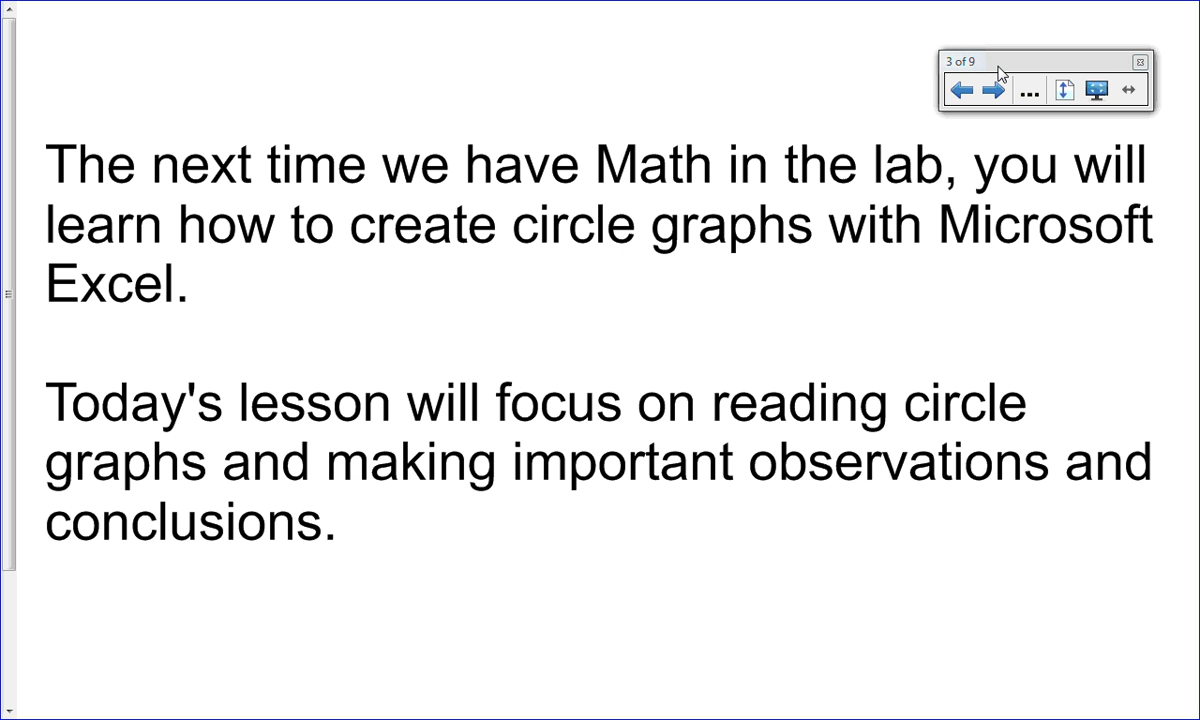 3 of 9
The next time we have Math in the lab, you will
learn how to create circle graphs with Microsoft
Excel.
Today's lesson will focus on reading circle
graphs and making important observations and
conclusions.